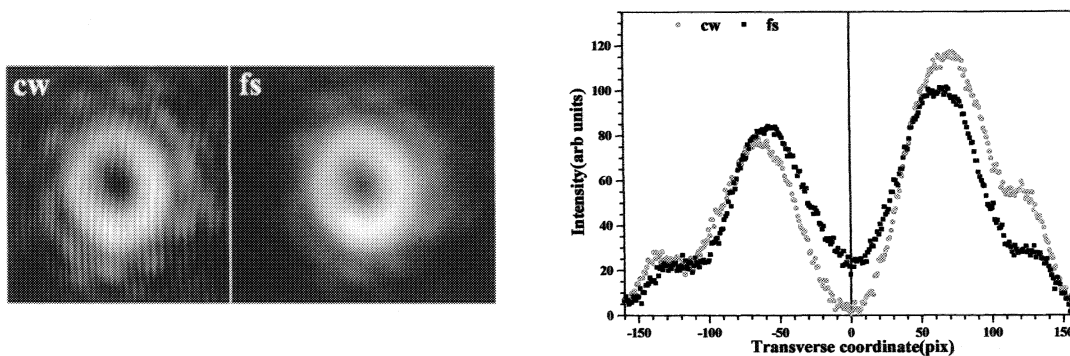 cw
fs
cw fs
Intensity(arb units)
120
100
80
60
40
20
0
-150 -100 -50 0 50 100 150
Transverse coordinate(pix)